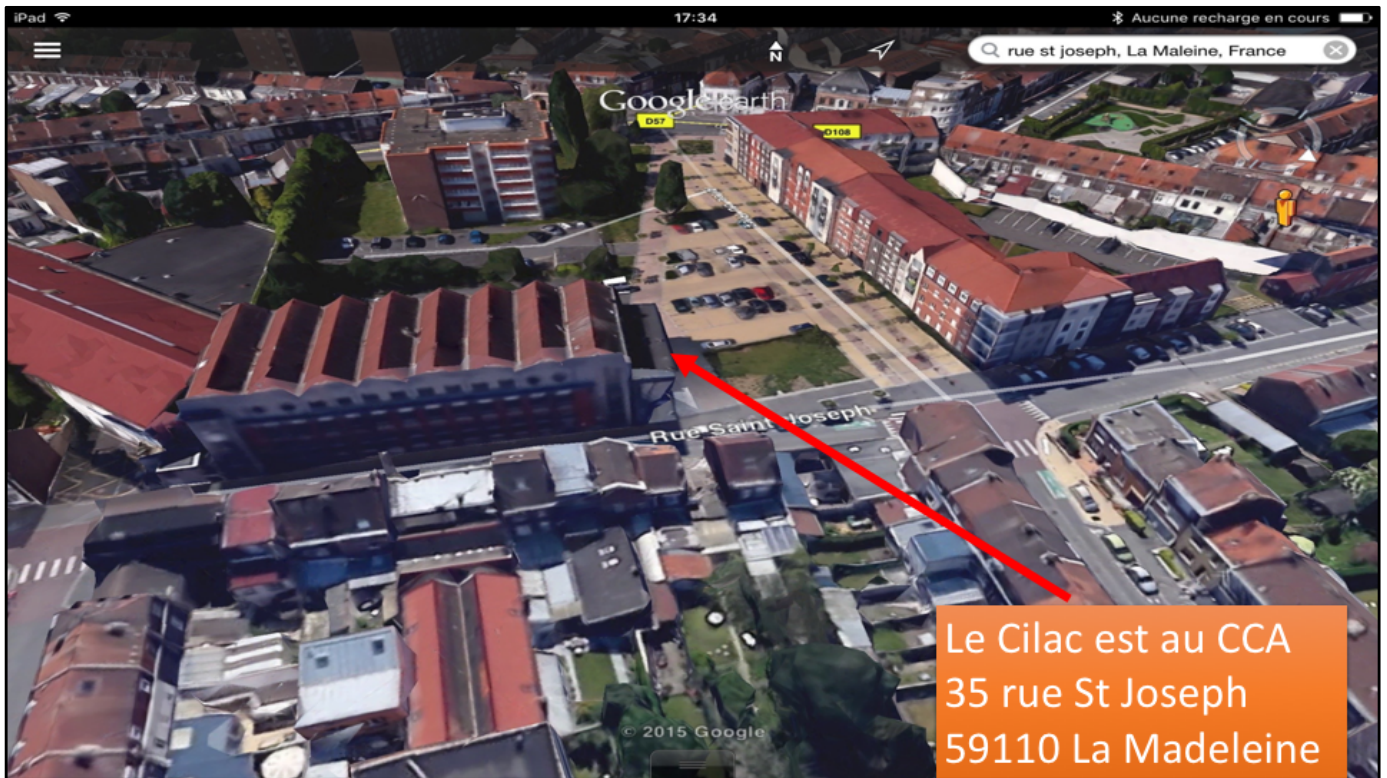 iPad
17:34
Aucune recharge en cours
N
rue st joseph, La Maleine, France
Google earth
D57
D108
Rue Saint-Joseph
Le Cilac est au CCA
35 rue St Joseph
59110 La Madeleine
© 2015 Google